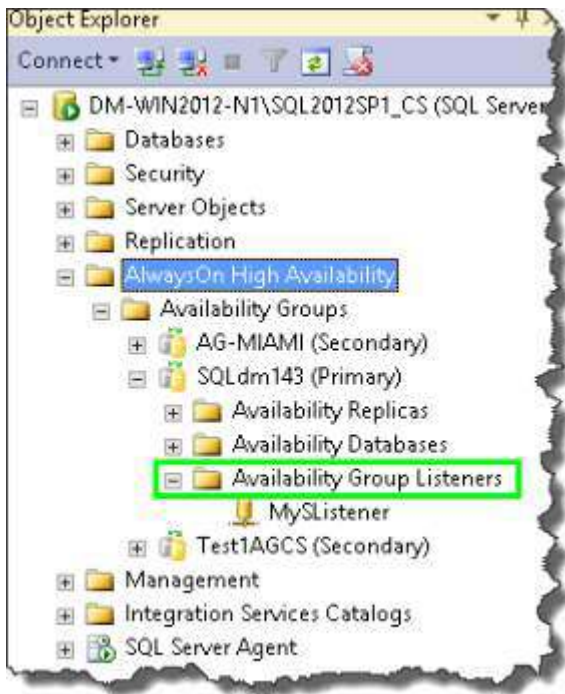 Object Explorer
Connect
DM-WIN2012-N1\SQL2012SP1_CS (SQL Server
Databases
Security
Server Objects
Replication
AlwaysOn High Availability
Availability Groups
AG-MIAMI (Secondary)
SQLdm143 (Primary)
Availability Replicas
Availability Databases
Availability Group Listeners
MySListener
Test1AGCS (Secondary)
Management
Integration Services Catalogs
SQL Server Agent